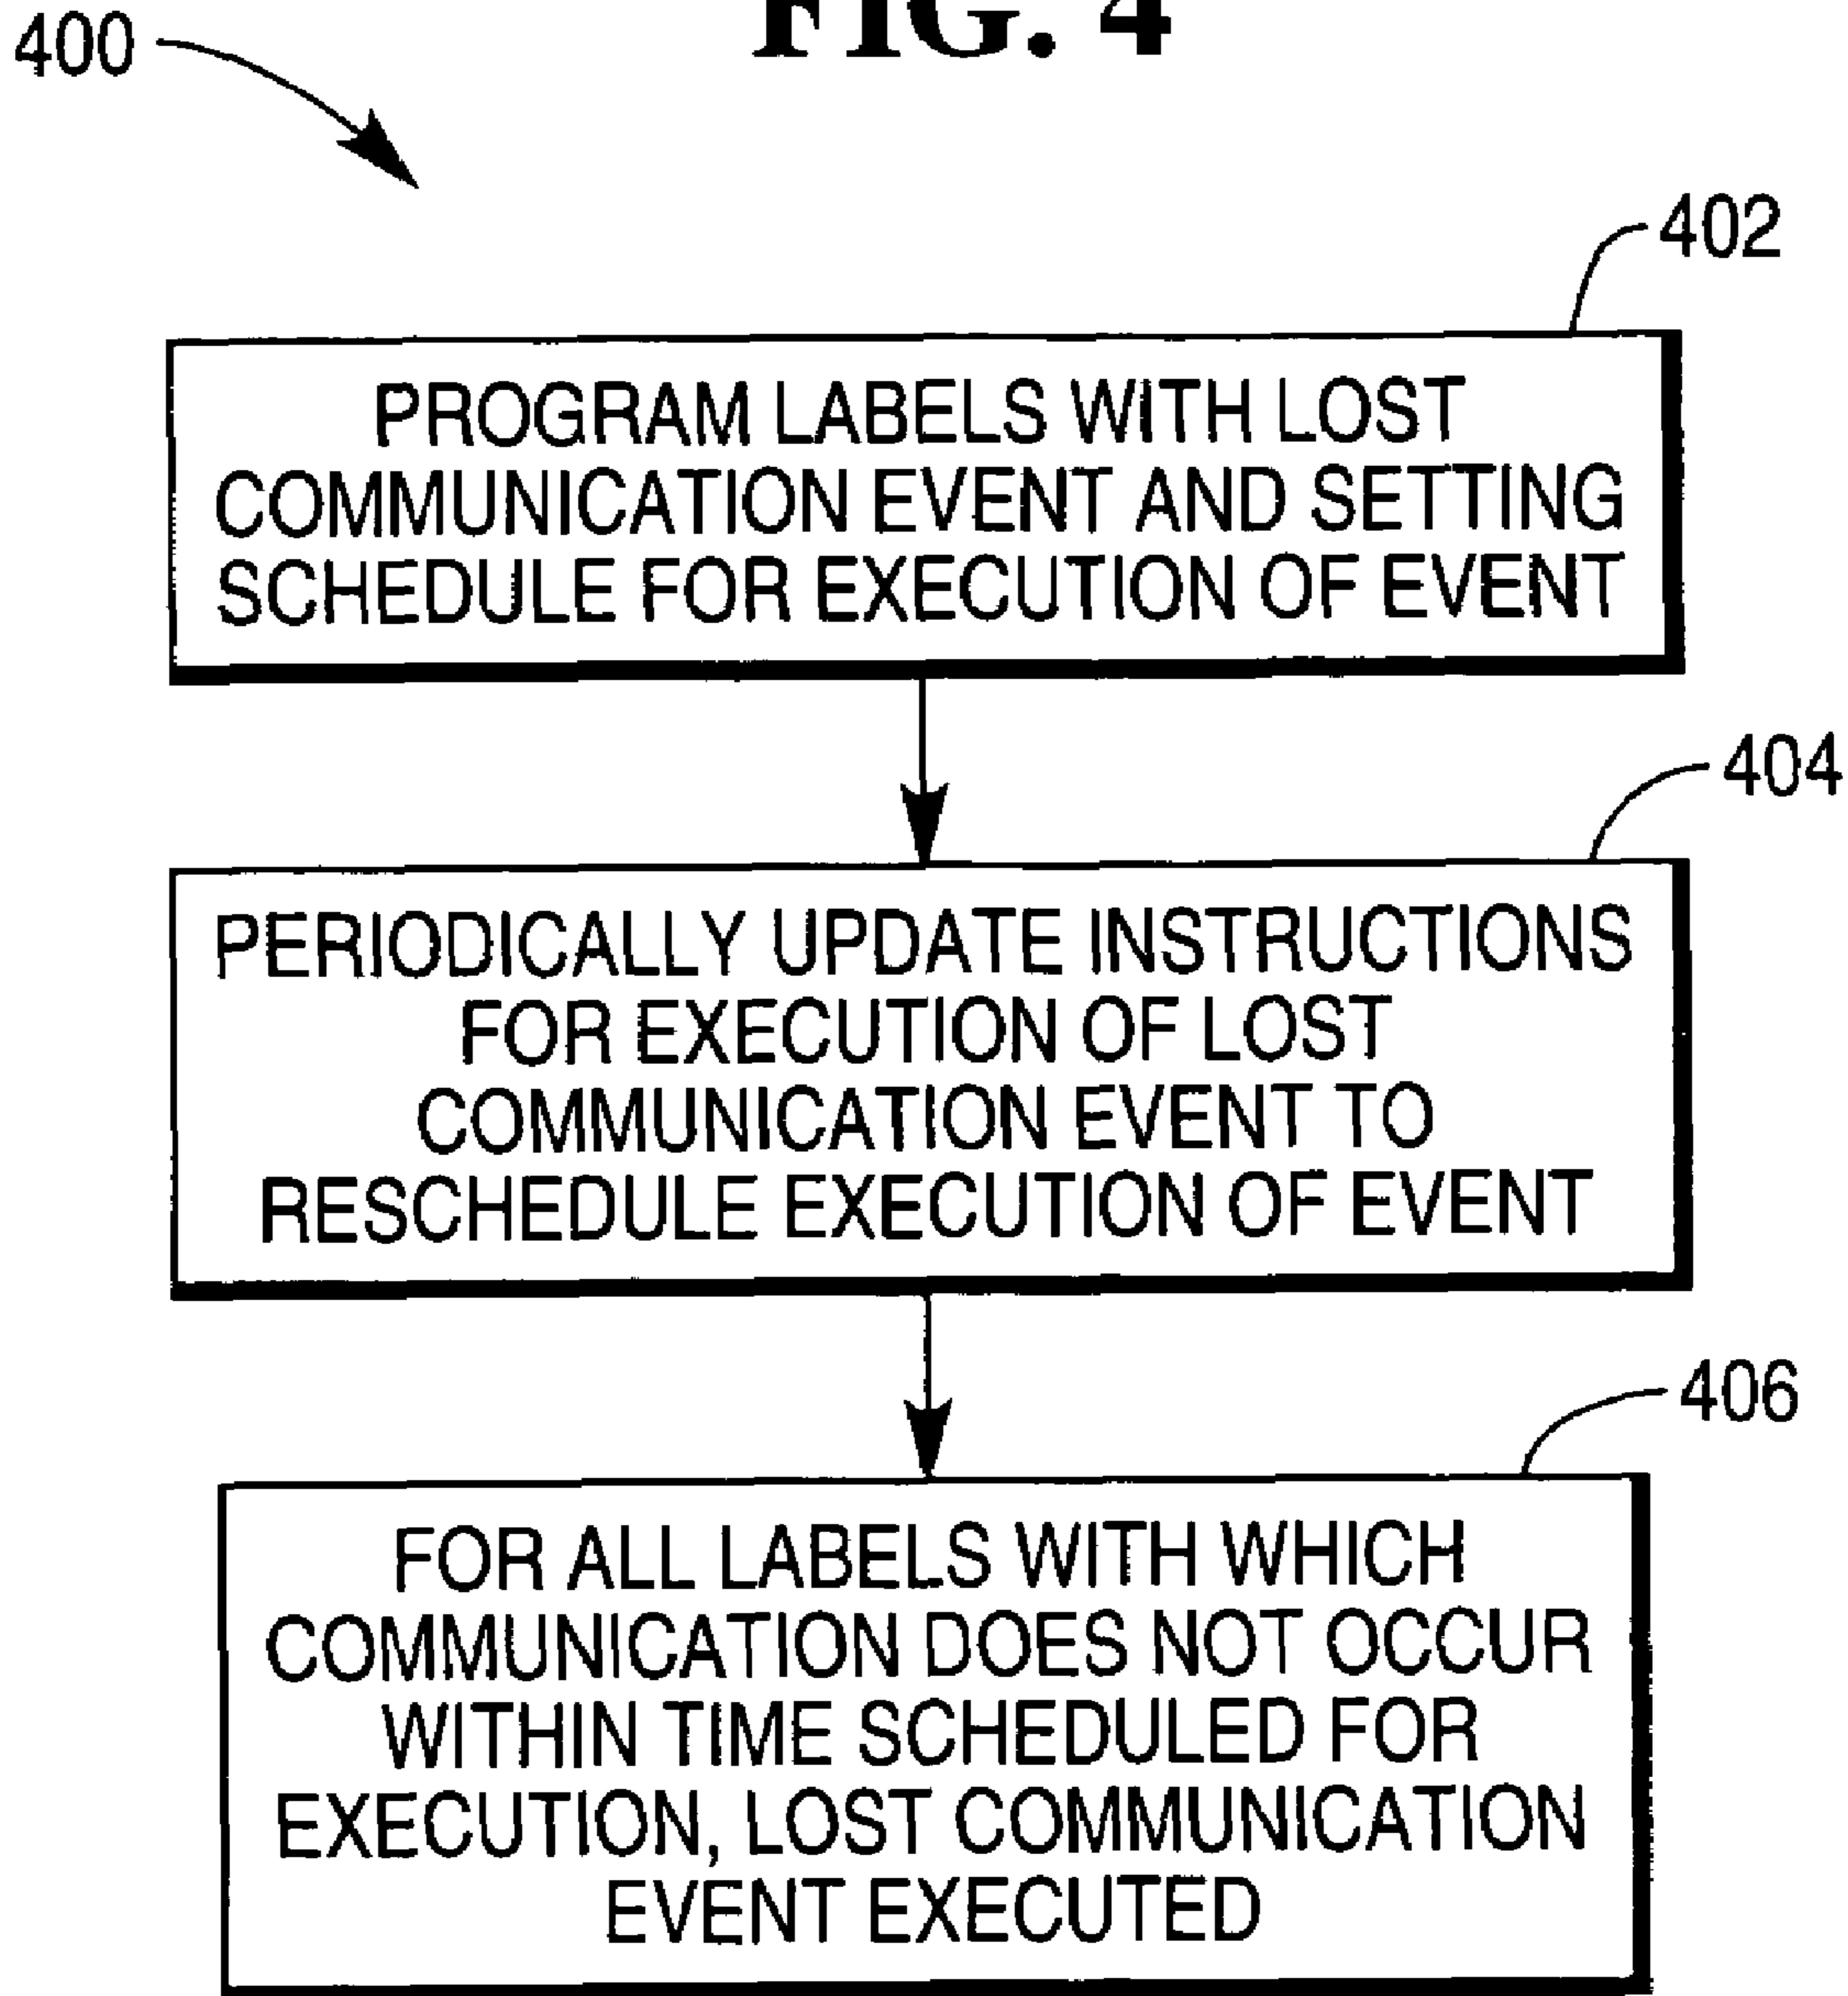 FIG. 4
400
402
PROGRAM LABELS WITH LOST
COMMUNICATION EVENT AND SETTING
SCHEDULE FOR EXECUTION OF EVENT
404
PERIODICALLY UPDATE INSTRUCTIONS
FOR EXECUTION OF LOST
COMMUNICATION EVENT TO
RESCHEDULE EXECUTION OF EVENT
406
FOR ALL LABELS WITH WHICH
COMMUNICATION DOES NOT OCCUR
WITHIN TIME SCHEDULED FOR
EXECUTION, LOST COMMUNICATION
EVENT EXECUTED